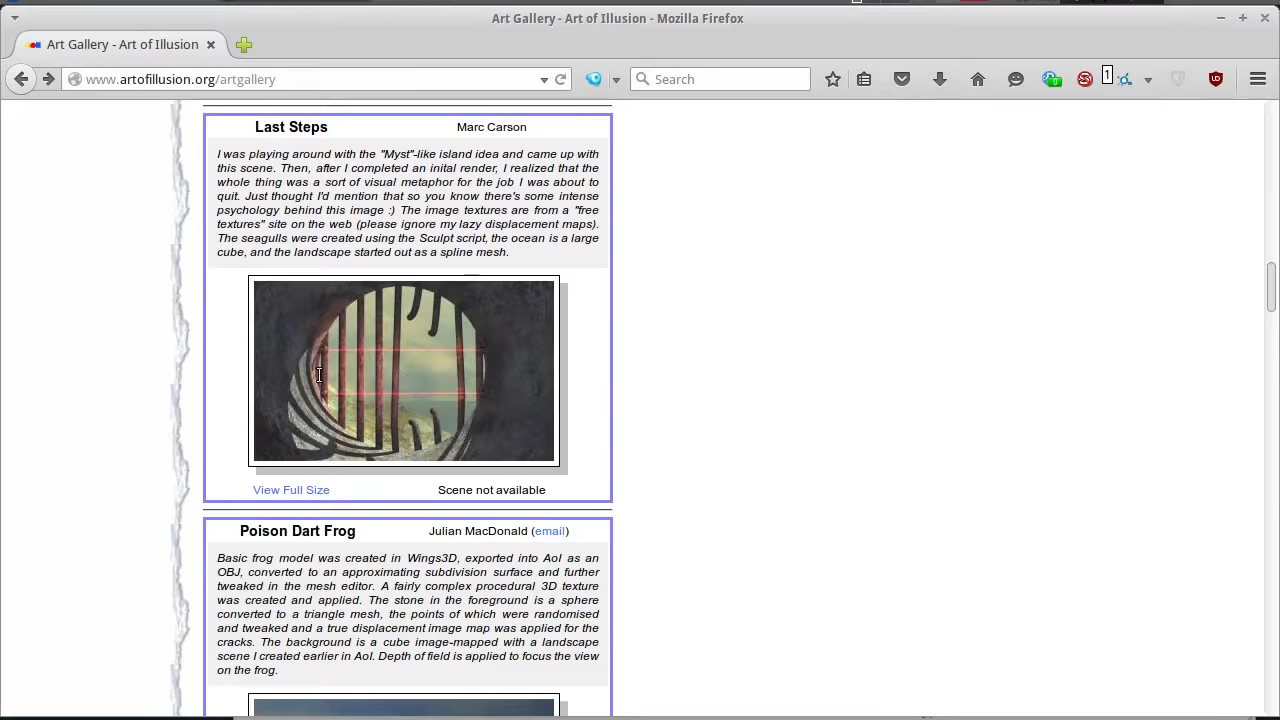 Art Gallery - Art of Illusion - Mozilla Firefox
Art Gallery - Art of Illusion
www.artofillusion.org/artgallery
Search
0
1
Last Steps
Marc Carson
I was playing around with the "Myst"-like island idea and came up with
this scene. Then, after I completed an inital render, I realized that the
whole thing was a sort of visual metaphor for the job I was about to
quit. Just thought I'd mention that so you know there's some intense
psychology behind this image :) The image textures are from a "free
textures" site on the web (please ignore my lazy displacement maps).
The seagulls were created using the Sculpt script, the ocean is a large
cube, and the landscape started out as a spline mesh.
View Full Size
Scene not available
Poison Dart Frog
Julian MacDonald (email)
Basic frog model was created in Wings3D, exported into AoI as an
OBJ, converted to an approximating subdivision surface and further
tweaked in the mesh editor. A fairly complex procedural 3D texture
was created and applied. The stone in the foreground is a sphere
converted to a triangle mesh, the points of which were randomised
and tweaked and a true displacement image map was applied for the
cracks. The background is a cube image-mapped with a landscape
scene I created earlier in AoI. Depth of field is applied to focus the view
on the frog.